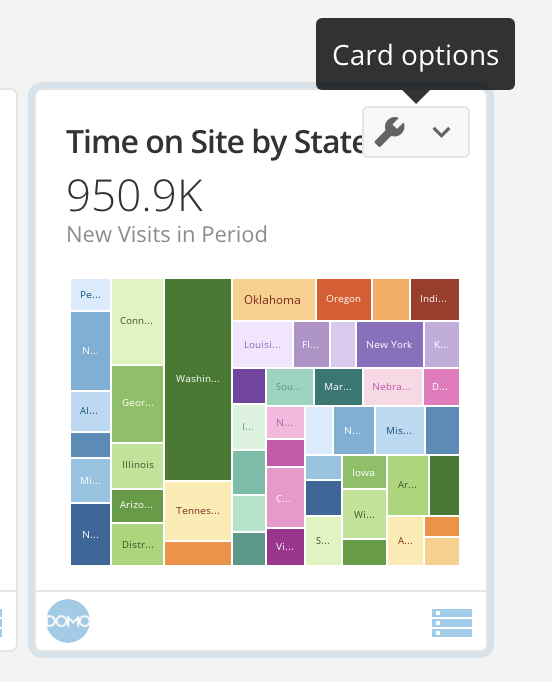 Card options
Time on Site by State
950.9K
New Visits in Period
Pe...
Conn...
Washin...
Oklahoma
Oregon
Indi...
N...
Louisi...
Fl...
New York
K...
Geor...
Sou...
Mar...
Nebra...
D...
Al...
I...
N...
N...
Mis...
Mi...
Illinois
C...
Iowa
Ar...
Arizo...
Tennes...
Wi...
N...
Distr...
Vi...
S...
A...
DOMO